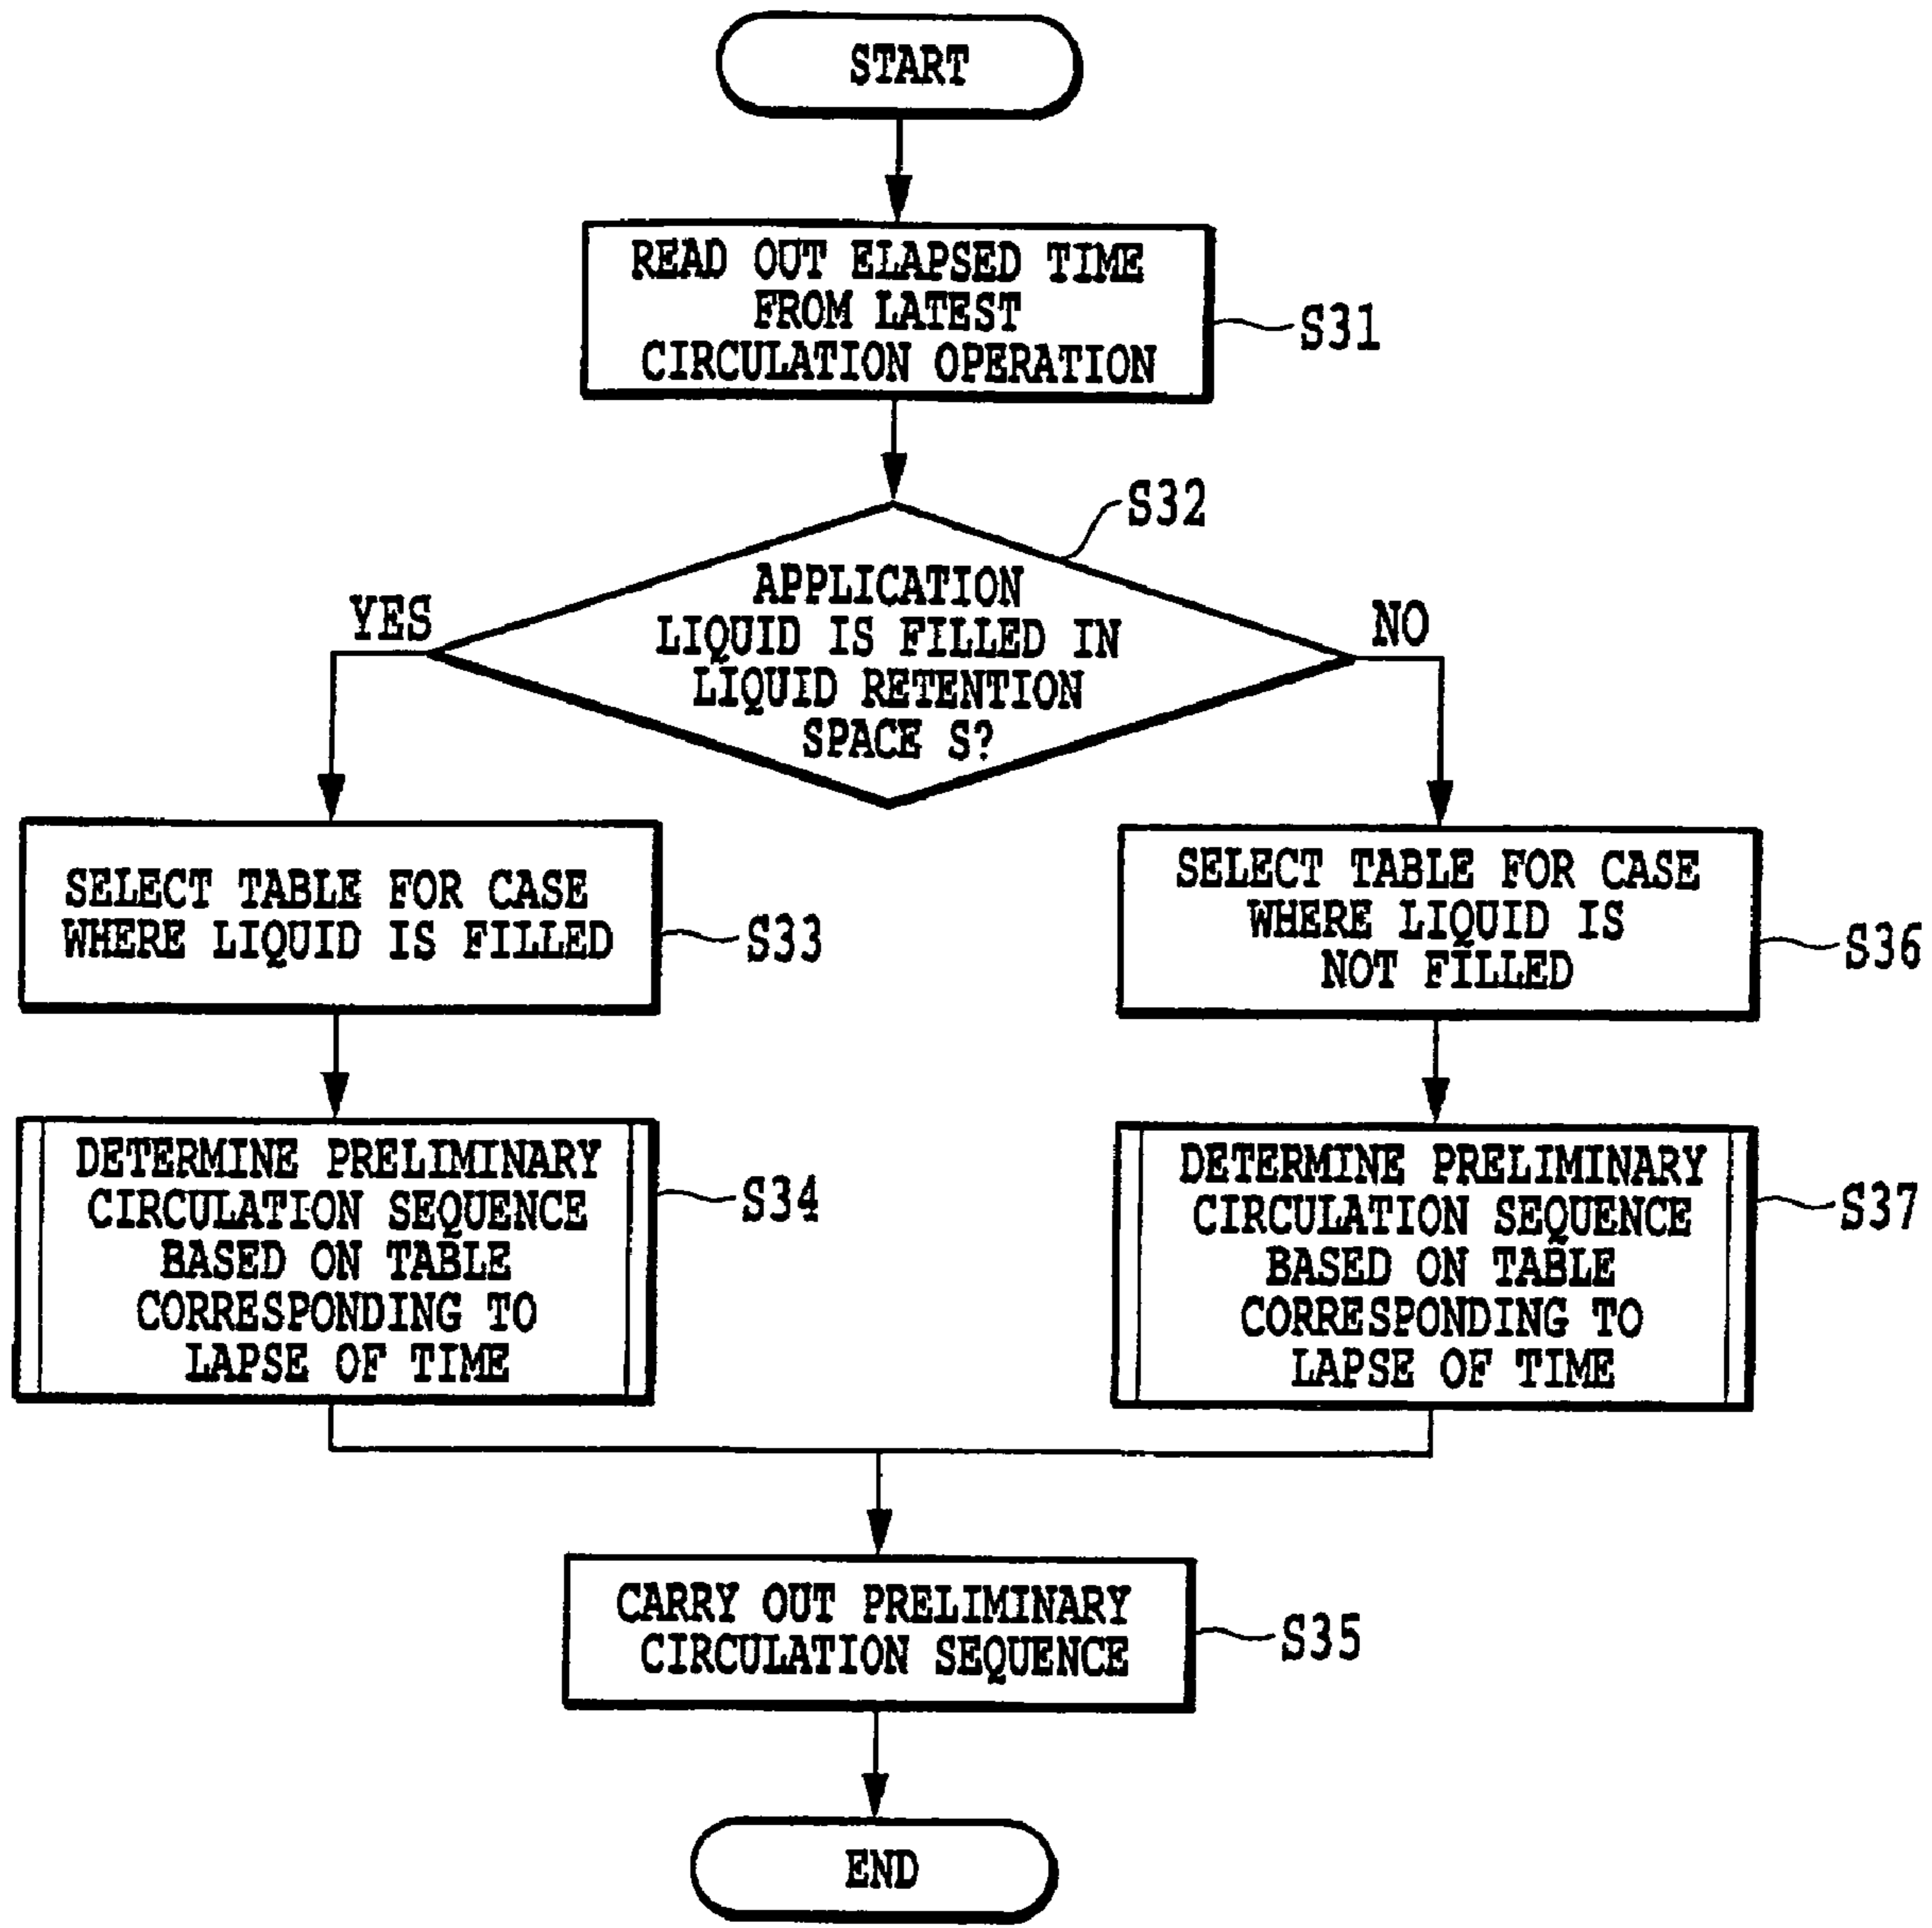 START
READ OUT ELAPSED TIME
FROM LATEST
CIRCULATION OPERATION
S31
S32
APPLICATION
LIQUID IS FILLED IN
LIQUID RETENTION
SPACE S?
YES
NO
SELECT TABLE FOR CASE
WHERE LIQUID IS FILLED
S33
SELECT TABLE FOR CASE
WHERE LIQUID IS
NOT FILLED
S36
DETERMINE PRELIMINARY
CIRCULATION SEQUENCE
BASED ON TABLE
CORRESPONDING TO
LAPSE OF TIME
S34
DETERMINE PRELIMINARY
CIRCULATION SEQUENCE
BASED ON TABLE
CORRESPONDING TO
LAPSE OF TIME
S37
CARRY OUT PRELIMINARY
CIRCULATION SEQUENCE
S35
END